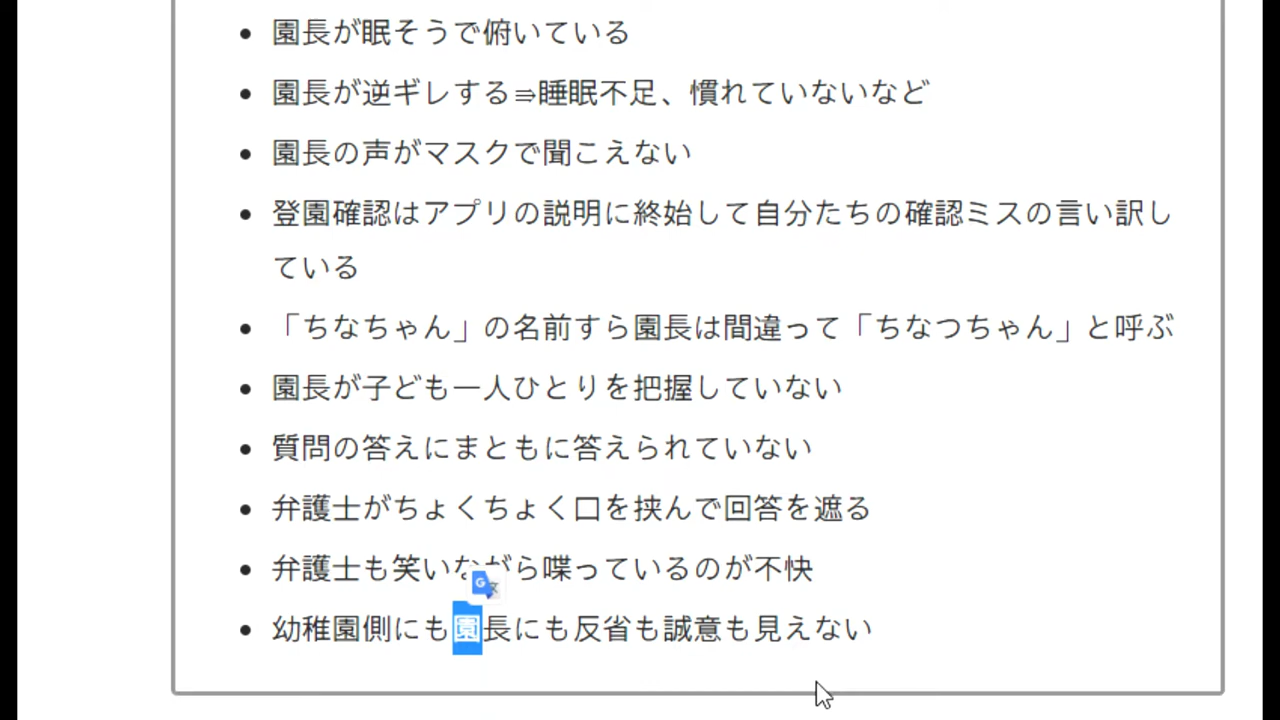 • 園長が眠そうで俯いている
• 園長が逆ギレする⇛睡眠不足、慣れていないなど
• 園長の声がマスクで聞こえない
• 登園確認はアプリの説明に終始して自分たちの確認ミスの言い訳し
ている
• 「ちなちゃん」の名前すら園長は間違って「ちなつちゃん」と呼ぶ
• 園長が子ども一人ひとりを把握していない
• 質問の答えにまともに答えられていない
• 弁護士がちょくちょく口を挟んで回答を遮る
• 弁護士も笑いながら喋っているのが不快
• 幼稚園側にも園長にも反省も誠意も見えない